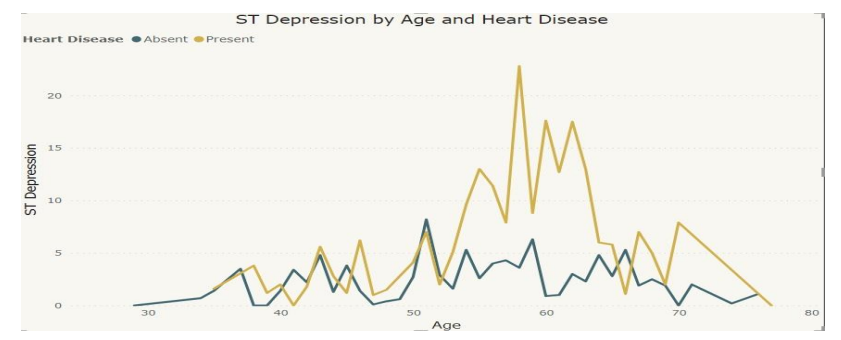 ST Depression by Age and Heart Disease
Heart Disease Absent Present
20
15
10
5
0
ST Depression
30 40 50 60 70 80
Age